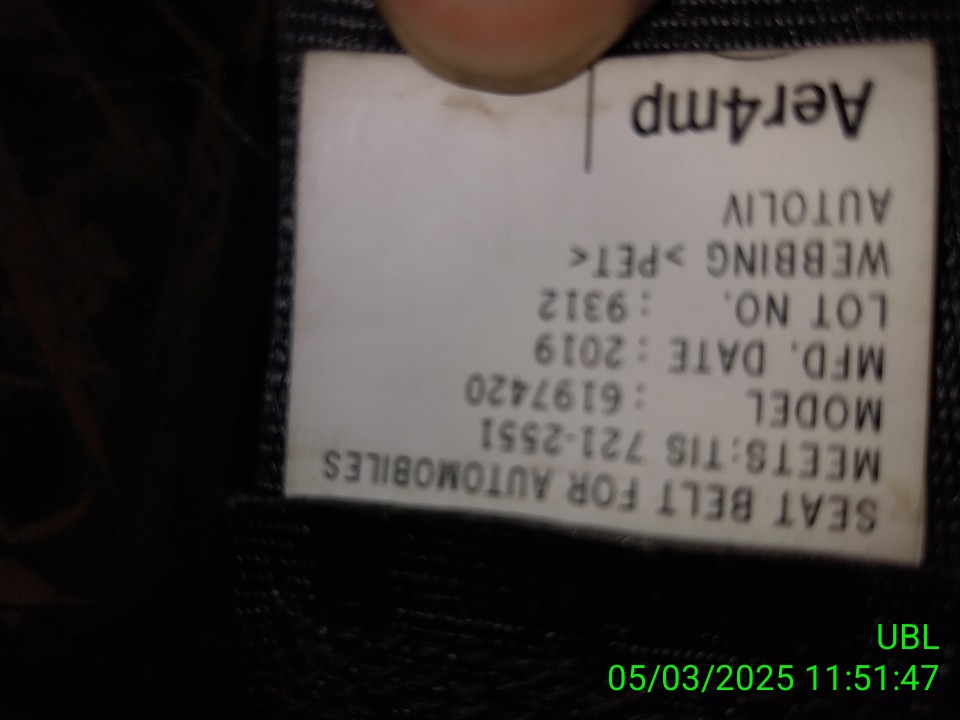 SEAT BELT FOR AUTOMOBILES
MEETS:TIS 721-2551
MODEL : 6197420
MFD. DATE : 2019
LOT NO. : 9312
WEBBING >PET<
AUTOLIV
Aer4mp
UBL
05/03/2025 11:51:47